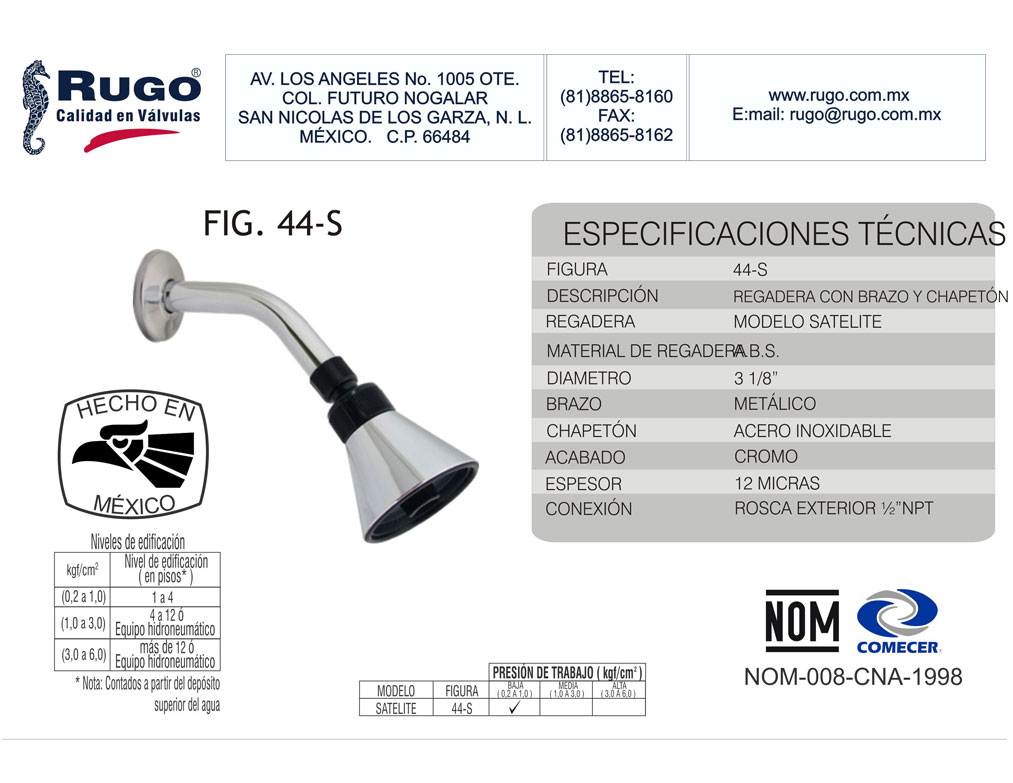 RUGO®
Calidad en Válvulas
AV. LOS ANGELES No. 1005 OTE.
COL. FUTURO NOGALAR
SAN NICOLAS DE LOS GARZA, N. L.
MÉXICO. C.P. 66484
TEL:
(81)8865-8160
FAX:
(81)8865-8162
www.rugo.com.mx
E:mail: rugo@rugo.com.mx
FIG. 44-S
ESPECIFICACIONES TÉCNICAS
FIGURA 44-S
DESCRIPCIÓN REGADERA CON BRAZO Y CHAPETÓN
REGADERA MODELO SATELITE
MATERIAL DE REGADERA A.B.S.
DIAMETRO 3 1/8”
BRAZO METÁLICO
CHAPETÓN ACERO INOXIDABLE
ACABADO CROMO
ESPESOR 12 MICRAS
CONEXIÓN ROSCA EXTERIOR ½”NPT
HECHO EN
MÉXICO
Niveles de edificación
kgf/cm² Nivel de edificación
( en pisos* )
(0,2 a 1,0) 1 a 4
(1,0 a 3,0) 4 a 12 ó
Equipo hidroneumático
(3,0 a 6,0) más de 12 ó
Equipo hidroneumático
* Nota: Contados a partir del depósito
superior del agua
PRESIÓN DE TRABAJO ( kgf/cm² )
MODELO FIGURA BAJA ( 0,2 A 1,0 ) MEDIA ( 1,0 A 3,0 ) ALTA ( 3,0 A 6,0 )
SATELITE 44-S ✓
NOM
COMECER
NOM-008-CNA-1998